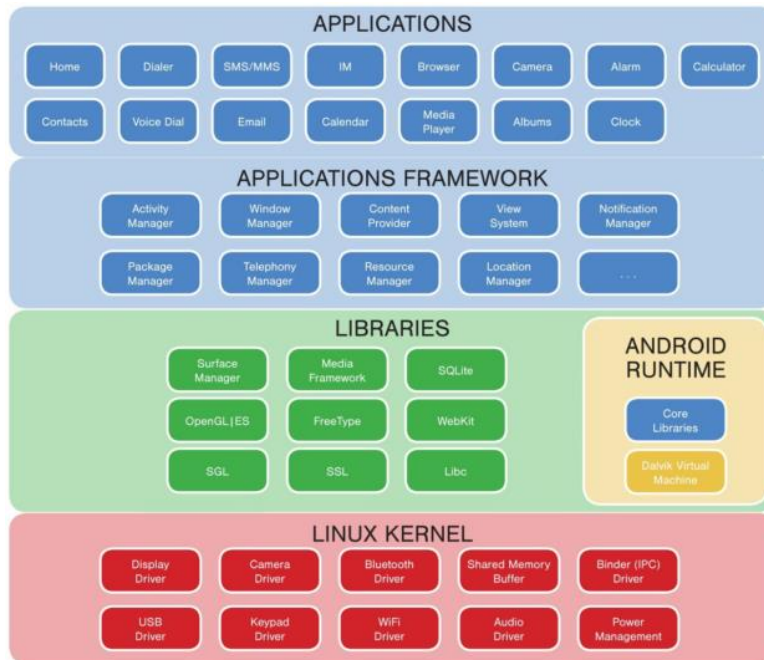 APPLICATIONS
Home
Dialer
SMS/MMS
IM
Browser
Camera
Alarm
Calculator
Contacts
Voice Dial
Email
Calendar
Media
Player
Albums
Clock
APPLICATIONS FRAMEWORK
Activity
Manager
Window
Manager
Content
Provider
View
System
Notification
Manager
Package
Manager
Telephony
Manager
Resource
Manager
Location
Manager
...
LIBRARIES
Surface
Manager
Media
Framework
SQLite
OpenGL|ES
FreeType
WebKit
SGL
SSL
Libc
ANDROID
RUNTIME
Core
Libraries
Dalvik Virtual
Machine
LINUX KERNEL
Display
Driver
Camera
Driver
Bluetooth
Driver
Shared Memory
Buffer
Binder (IPC)
Driver
USB
Driver
Keypad
Driver
WiFi
Driver
Audio
Driver
Power
Management